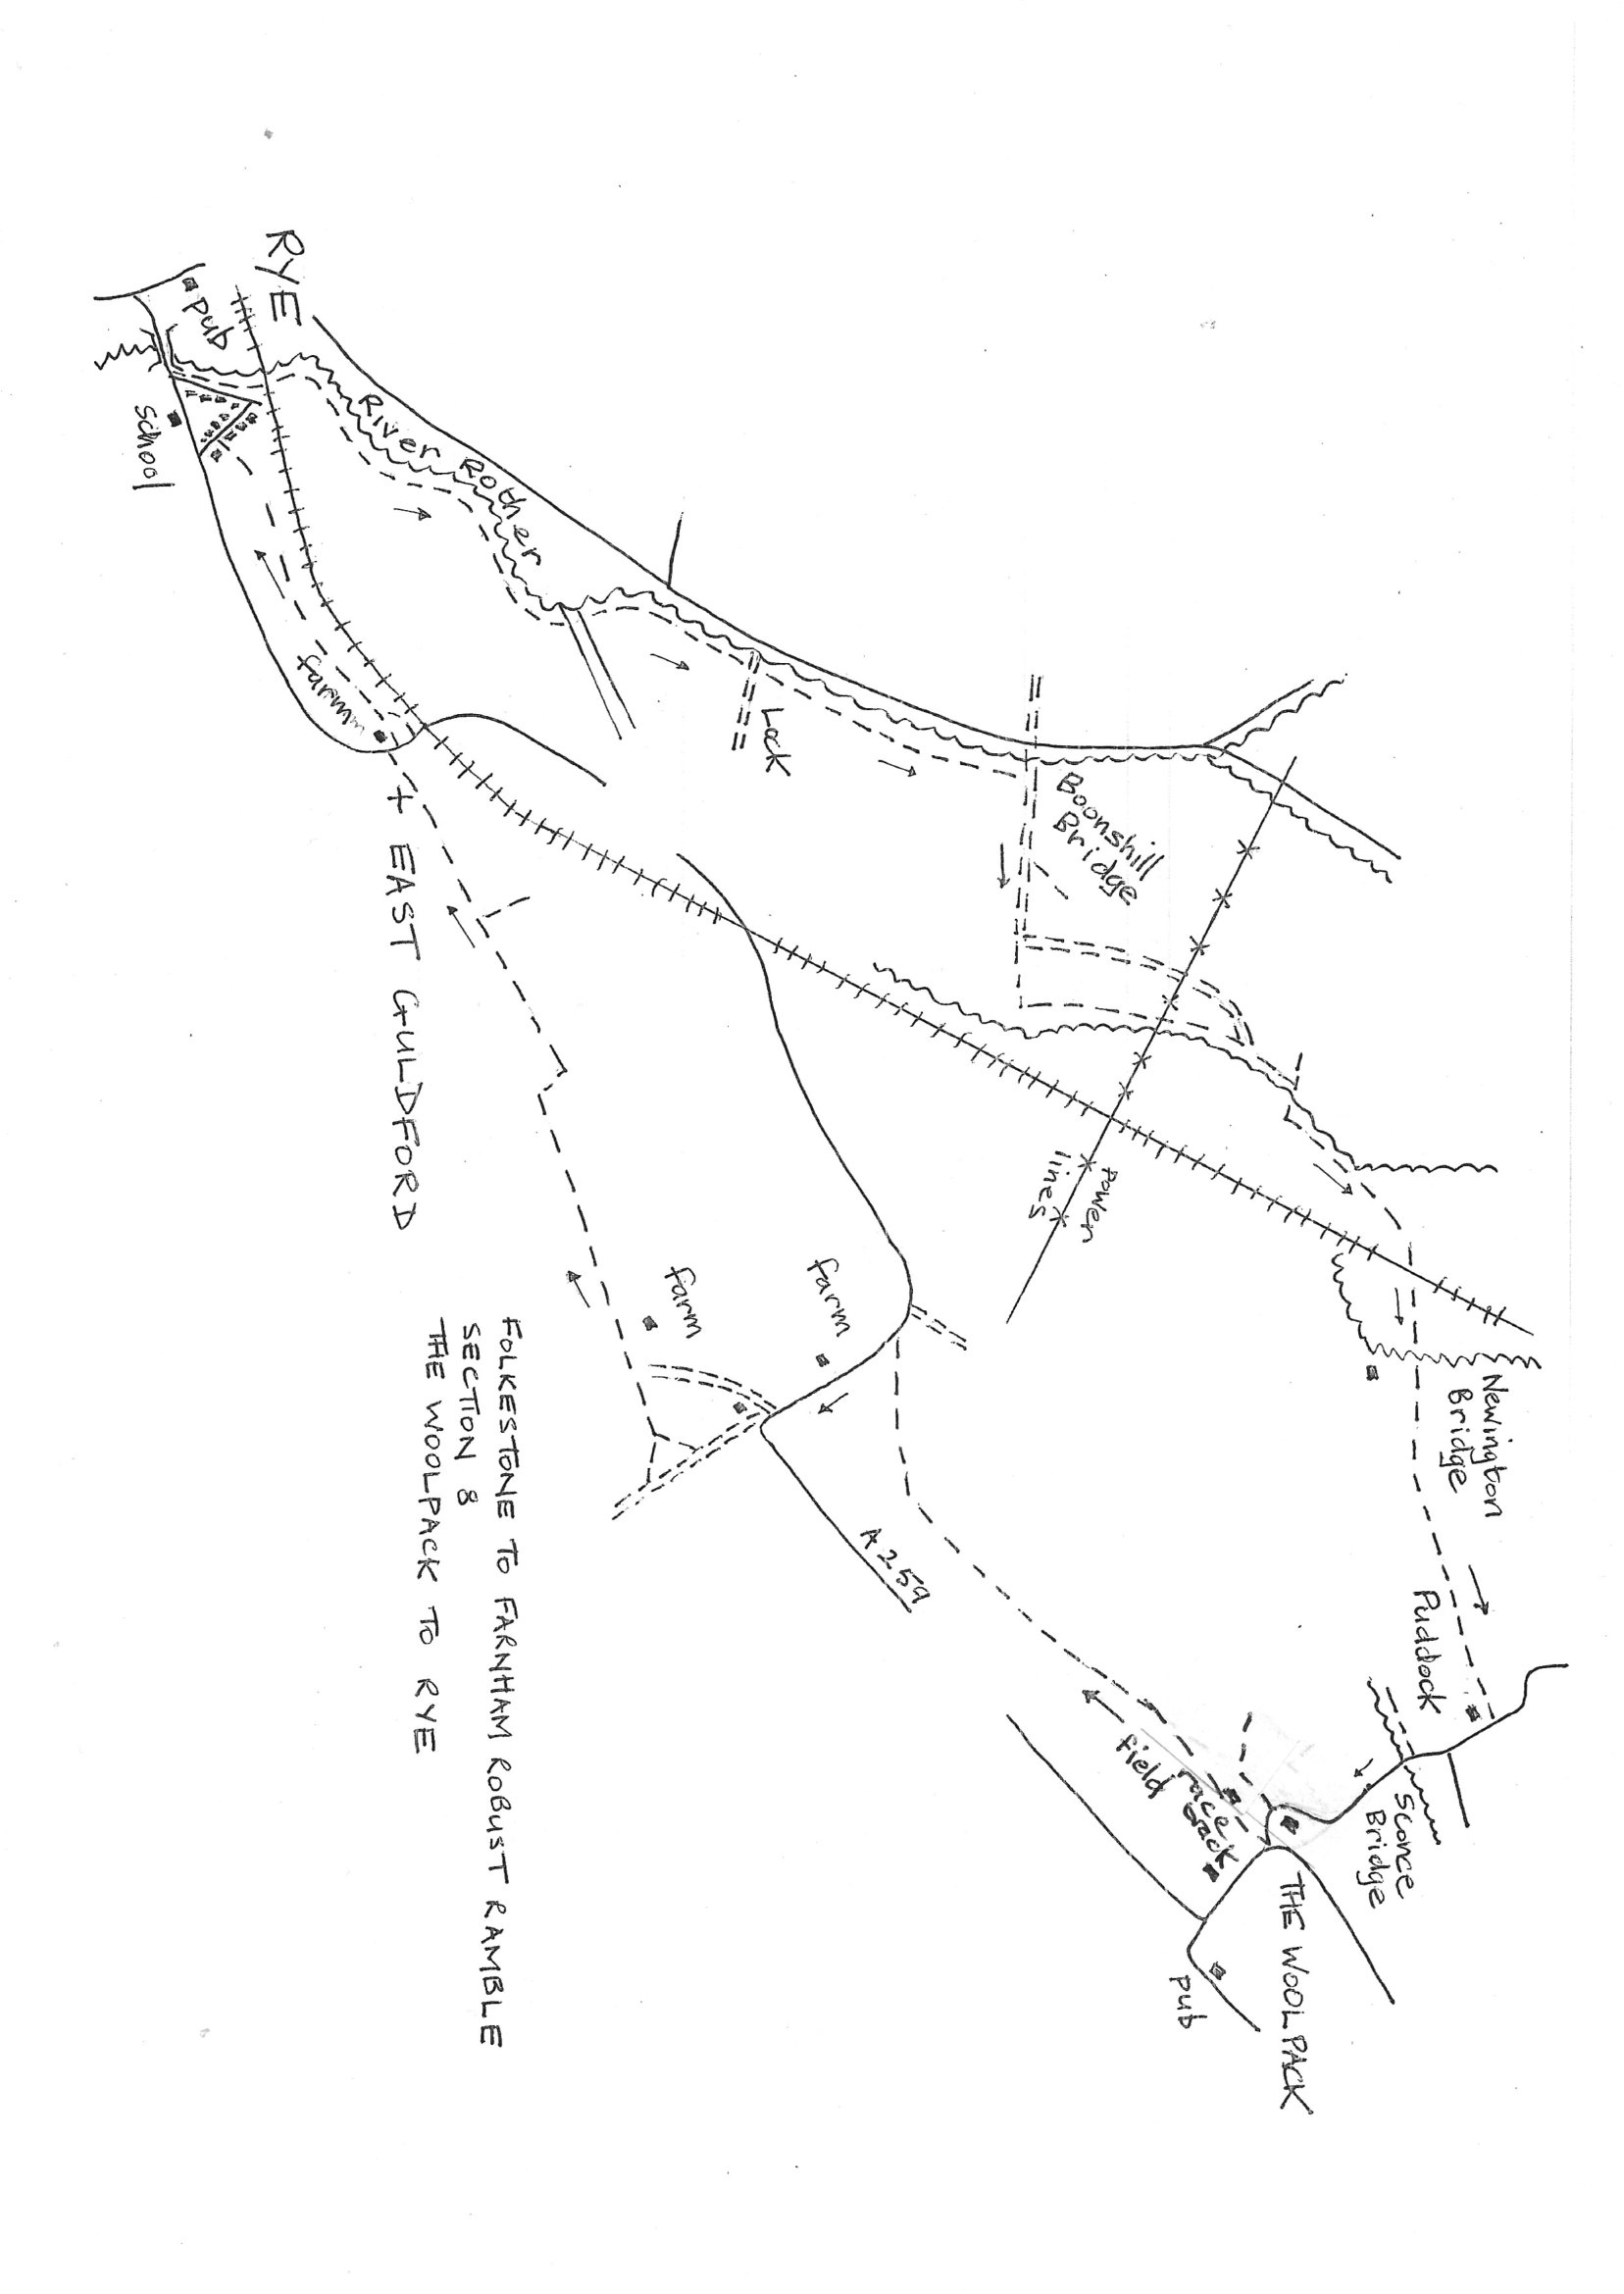 Newington
Bridge
Puddock
Sconce
Bridge
THE WOOLPACK
race
track
field
pub
Boonshill
Bridge
power
lines
A259
farm
Lock
farm
River Rother
FOLKESTONE TO FARNHAM ROBUST RAMBLE
SECTION 8
THE WOOLPACK TO RYE
+ EAST GULDFORD
farm
RYE
pub
school